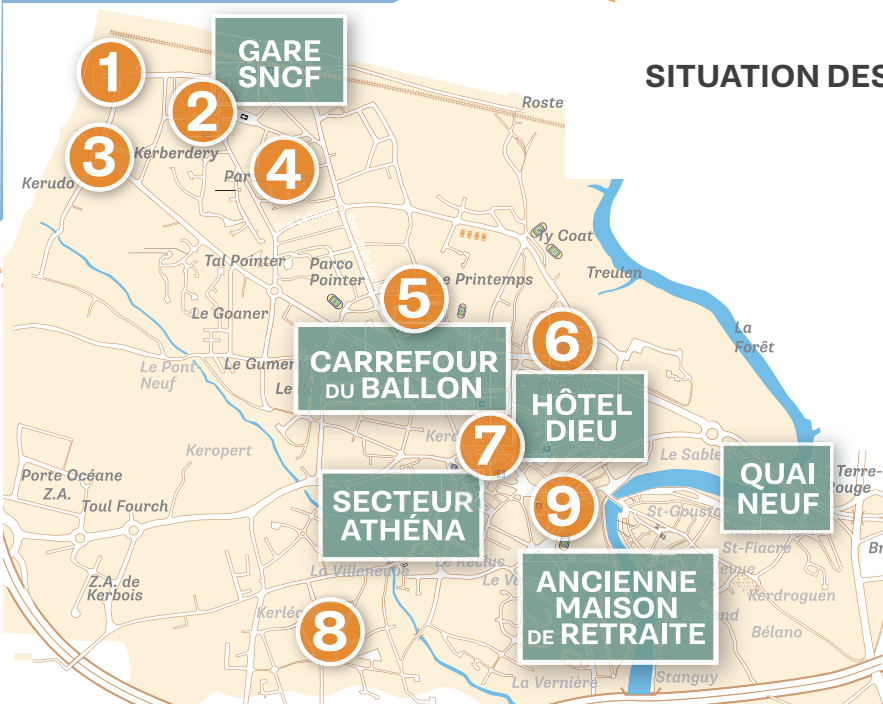 SITUATION DES
GARE
SNCF
1
2
3
4
Roste
Kerberdery
Kerudo
Par
Ty Coat
Tal Pointer
Parco
Pointer
Printemps
Treulen
5
Le Goaner
La
Forêt
6
CARREFOUR
DU BALLON
Le Pont-
Neuf
Le Gumen
Le
HÔTEL
DIEU
7
Keropert
Le Sable
QUAI
NEUF
Terre-
Rouge
Porte Océane
Z.A.
Toul Fourch
SECTEUR
ATHÉNA
9
St-Goust
St-Fiacre
La Villeneuve
Le Reclus
Z.A. de
Kerbois
ANCIENNE
MAISON
DE RETRAITE
Kerdroguen
Bélano
8
La Vernière
Stanguy